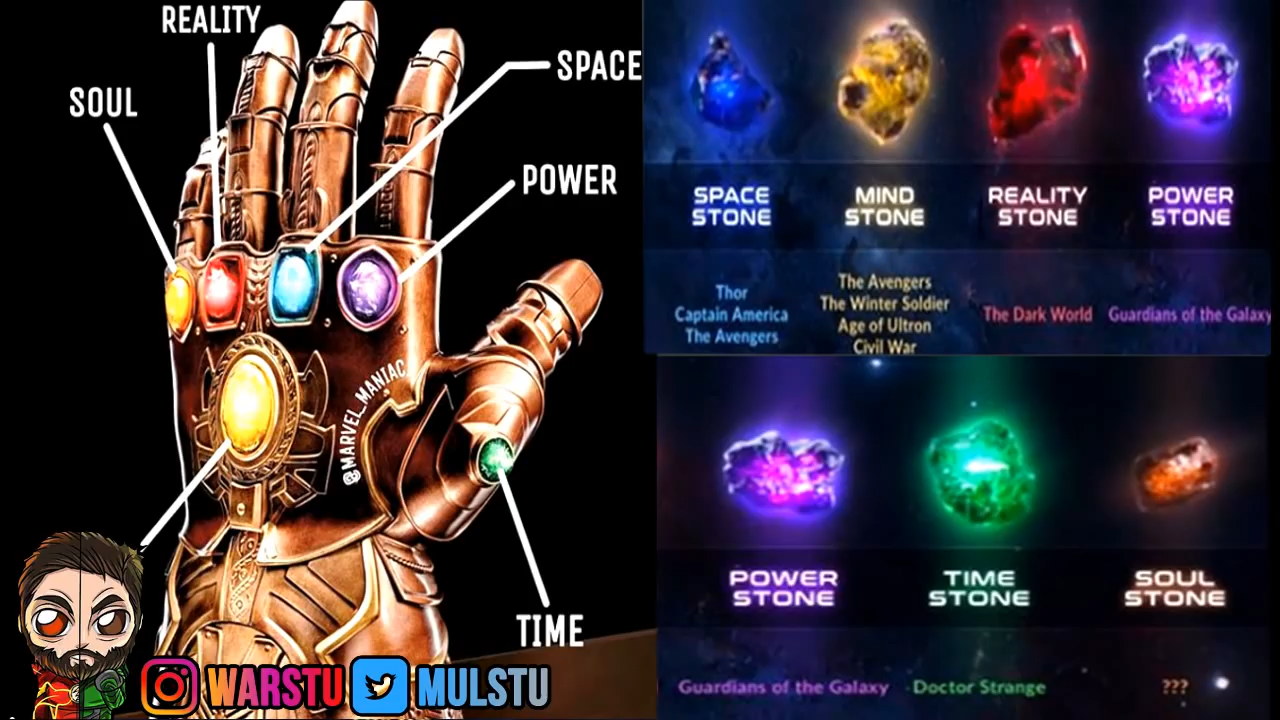 REALITY
SPACE
SOUL
POWER
@MARVEL_MANIAC
TIME
WARSTU
MULSTU
SPACE
STONE
MIND
STONE
REALITY
STONE
POWER
STONE
Thor
Captain America
The Avengers
The Avengers
The Winter Soldier
Age of Ultron
Civil War
The Dark World
Guardians of the Galaxy
POWER
STONE
TIME
STONE
SOUL
STONE
Guardians of the Galaxy
Doctor Strange
???